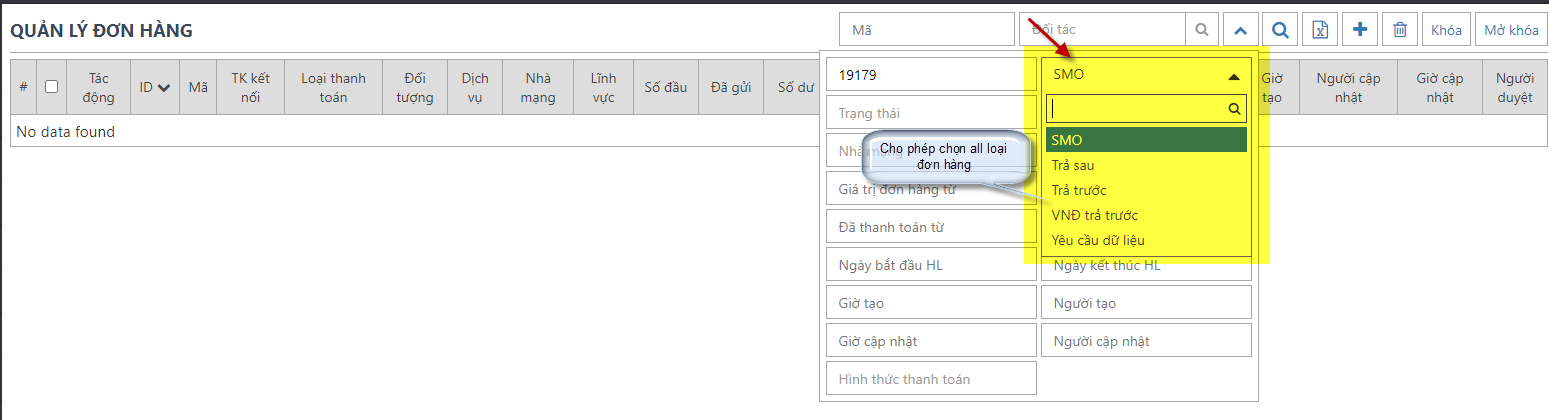 QUẢN LÝ ĐƠN HÀNG
Mã
Đối tác
Khóa
Mở khóa
#
Tác động
ID
Mã
TK kết nối
Loại thanh toán
Đối tượng
Dịch vụ
Nhà mạng
Lĩnh vực
Số đầu
Đã gửi
Số dư
Giờ tạo
Người cập nhật
Giờ cập nhật
Người duyệt
No data found
19179
SMO
Trạng thái
SMO
Nhà mạng
Cho phép chọn all loại
đơn hàng
Trả sau
Giá trị đơn hàng từ
Trả trước
VNĐ trả trước
Đã thanh toán từ
Yêu cầu dữ liệu
Ngày bắt đầu HL
Ngày kết thúc HL
Giờ tạo
Người tạo
Giờ cập nhật
Người cập nhật
Hình thức thanh toán